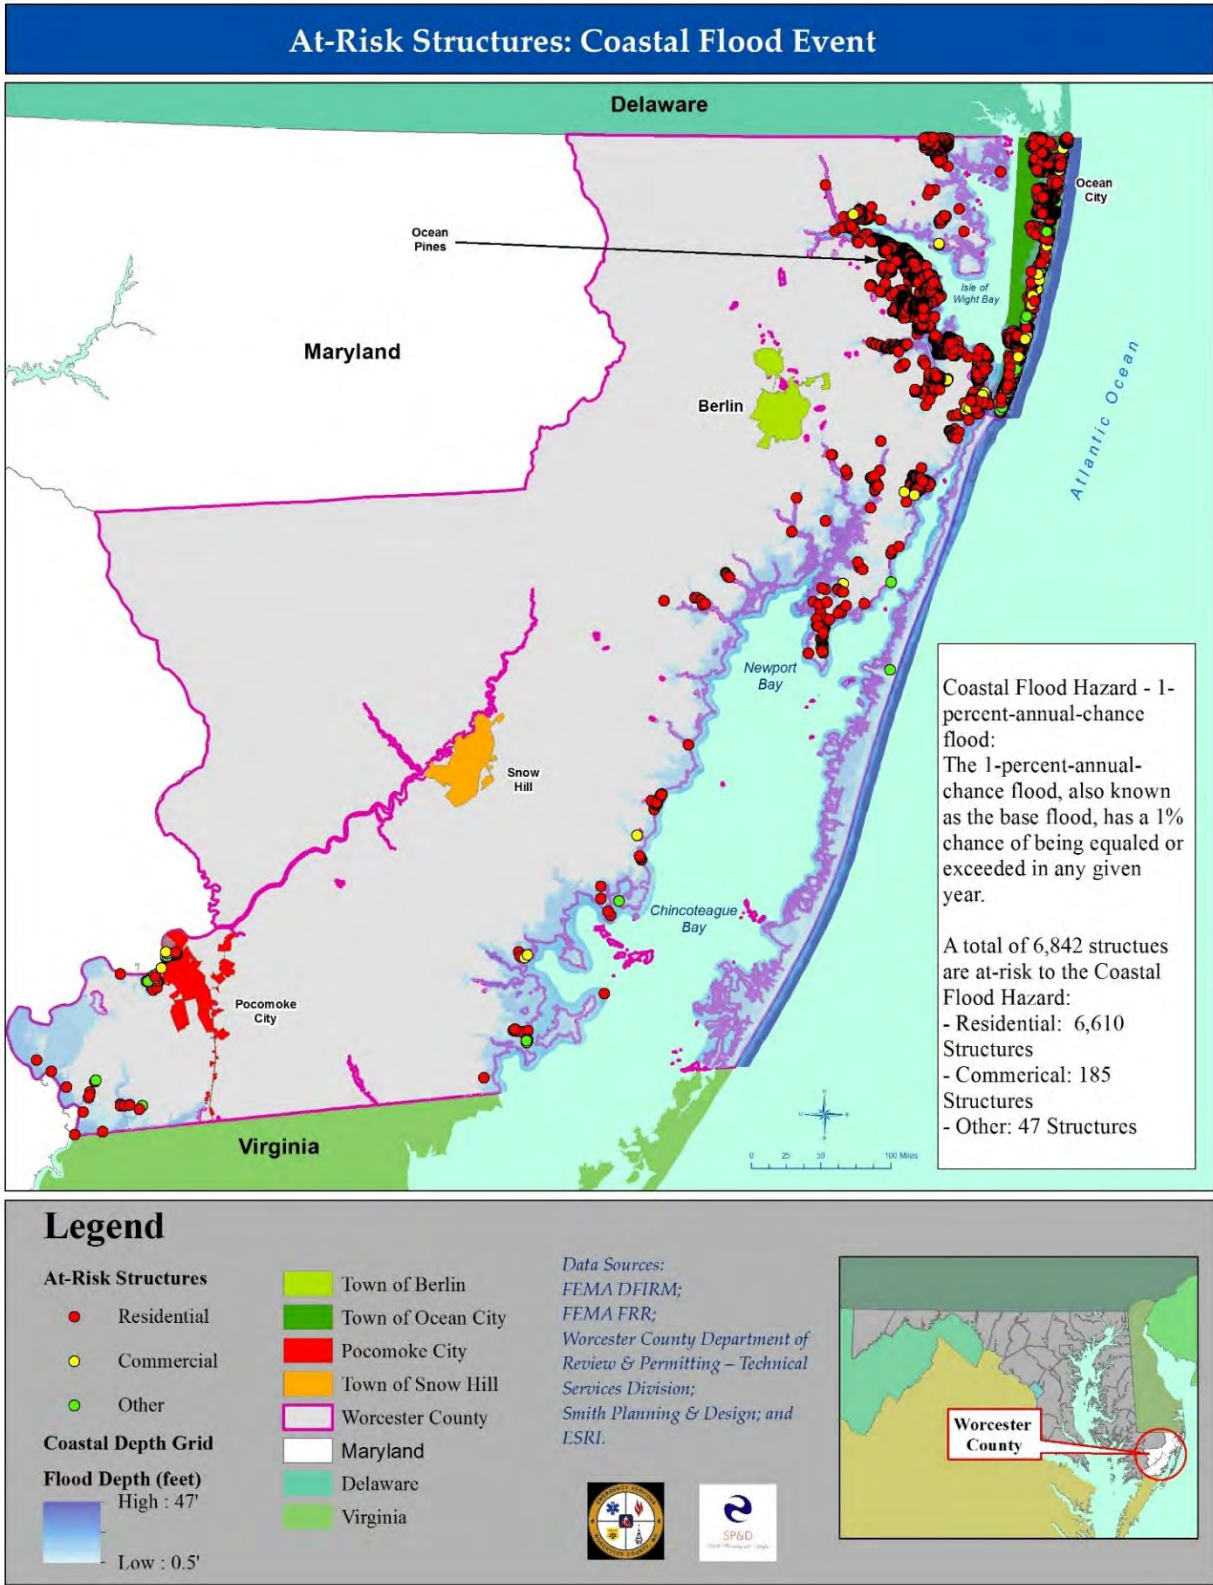 At-Risk Structures: Coastal Flood Event
Delaware
Ocean
City
Ocean
Pines
Isle of
Wight Bay
Maryland
Berlin
Atlantic Ocean
Newport
Bay
Snow
Hill
Chincoteague
Bay
Pocomoke
City
Virginia
N
0 25 50 100 Miles
Coastal Flood Hazard - 1-
percent-annual-chance
flood:
The 1-percent-annual-
chance flood, also known
as the base flood, has a 1%
chance of being equaled or
exceeded in any given
year.
A total of 6,842 structues
are at-risk to the Coastal
Flood Hazard:
- Residential: 6,610
Structures
- Commerical: 185
Structures
- Other: 47 Structures
Legend
At-Risk Structures
Residential
Commercial
Other
Coastal Depth Grid
Flood Depth (feet)
High : 47'
Low : 0.5'
Town of Berlin
Town of Ocean City
Pocomoke City
Town of Snow Hill
Worcester County
Maryland
Delaware
Virginia
Data Sources:
FEMA DFIRM;
FEMA FRR;
Worcester County Department of
Review & Permitting – Technical
Services Division;
Smith Planning & Design; and
ESRI.
EMERGENCY SERVICES
WORCESTER COUNTY, MD
SP&D
Worcester
County